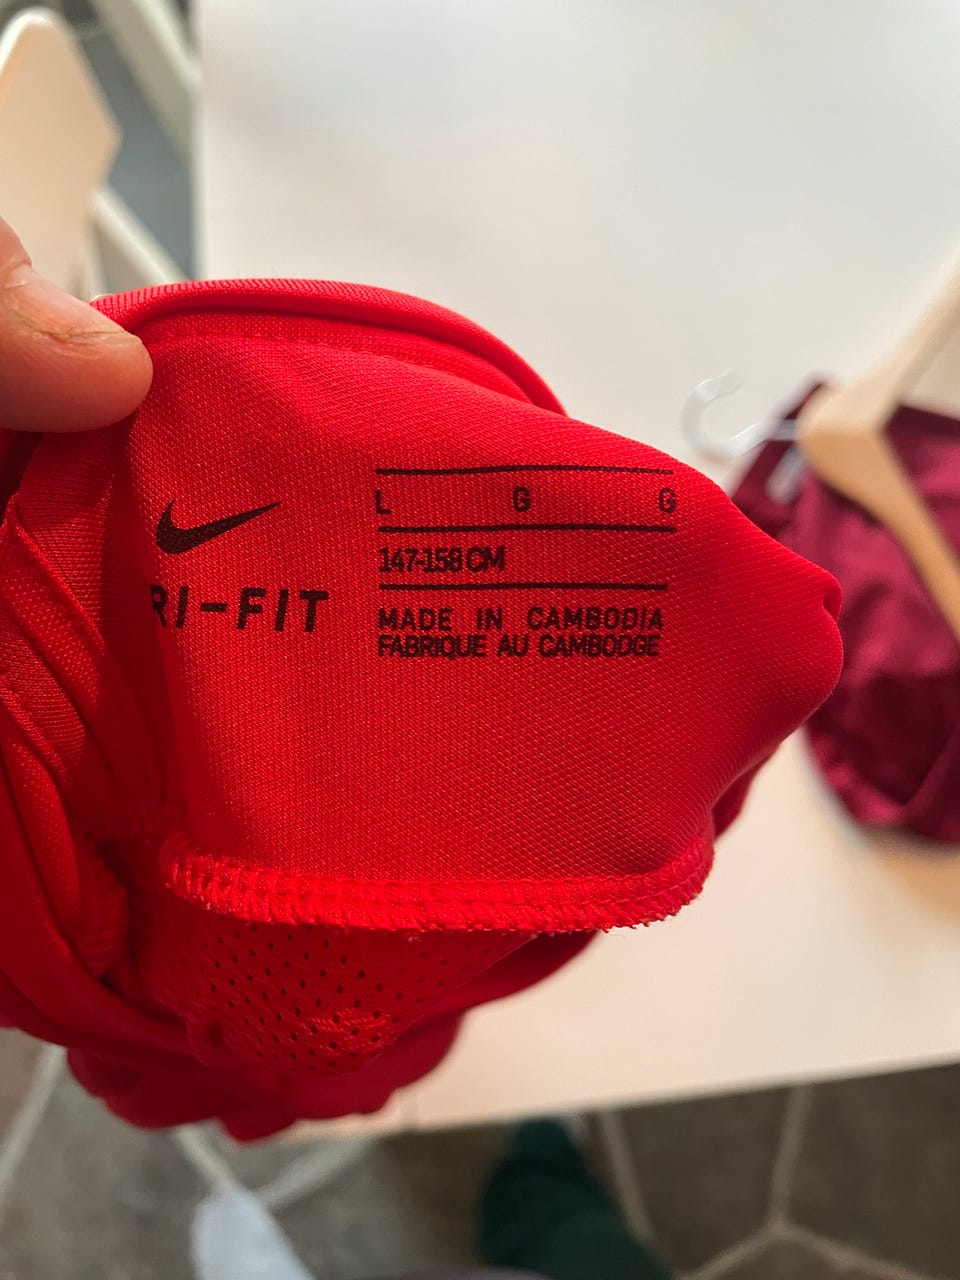 L G G
147-158 CM
RI-FIT
MADE IN CAMBODIA
FABRIQUE AU CAMBODGE